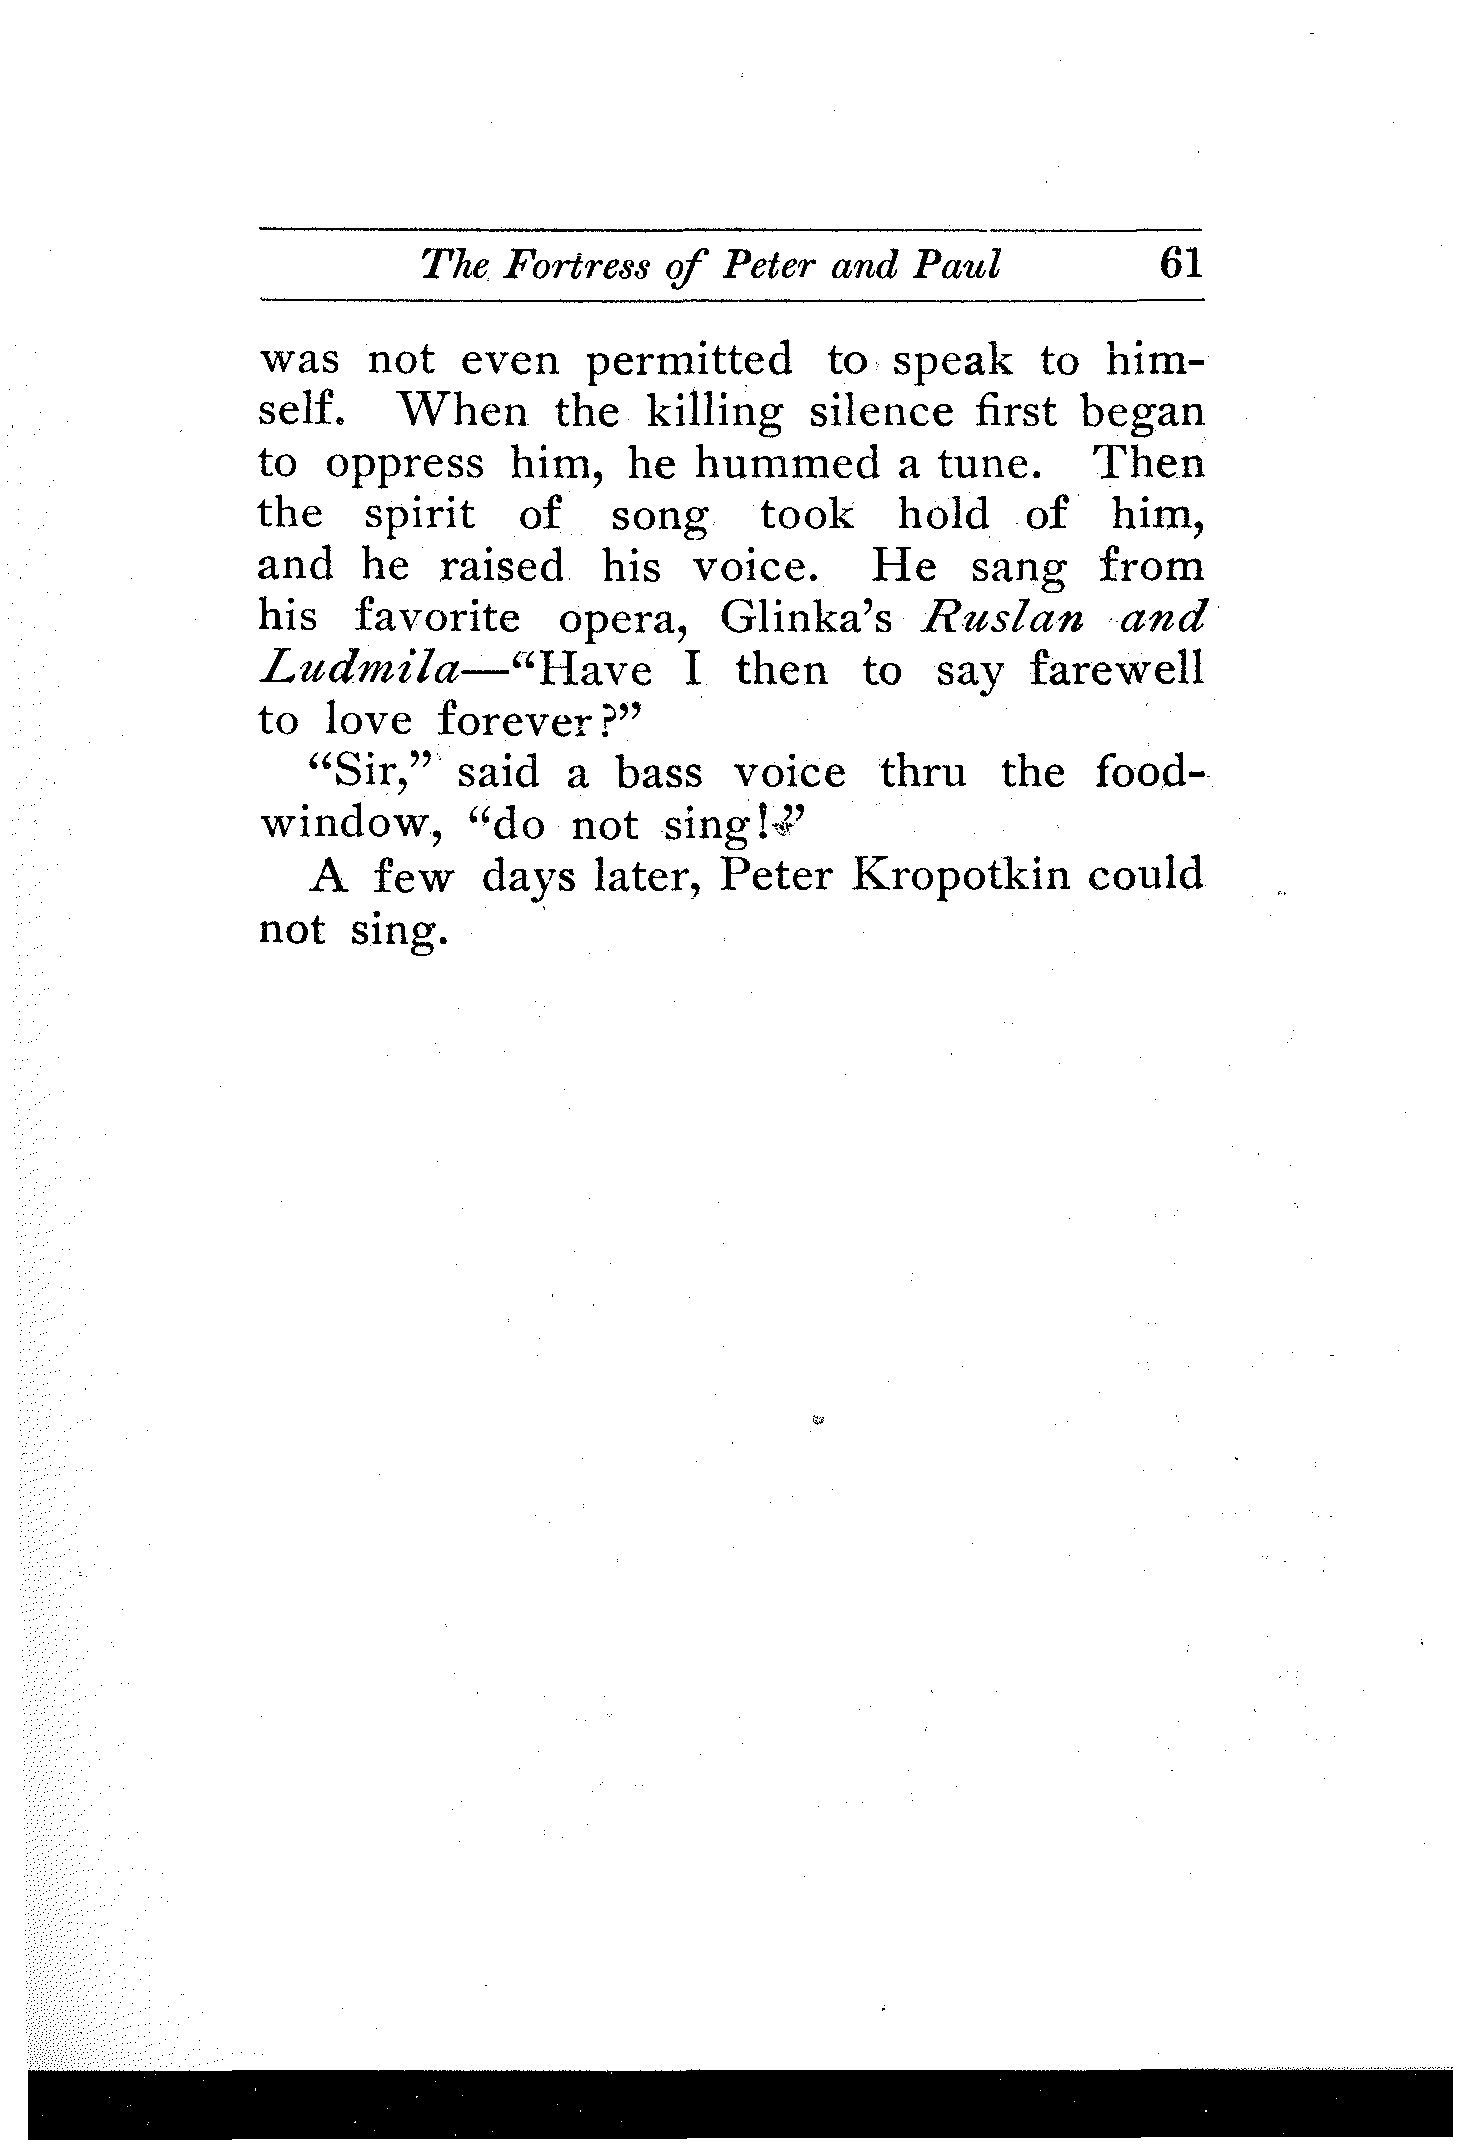 The Fortress of Peter and Paul 61
was not even permitted to speak to him-
self. When the killing silence first began
to oppress him, he hummed a tune. Then
the spirit of song took hold of him,
and he raised his voice. He sang from
his favorite opera, Glinka's Ruslan and
Ludmila—“Have I then to say farewell
to love forever?”
“Sir,” said a bass voice thru the food-
window, “do not sing!”
A few days later, Peter Kropotkin could
not sing.